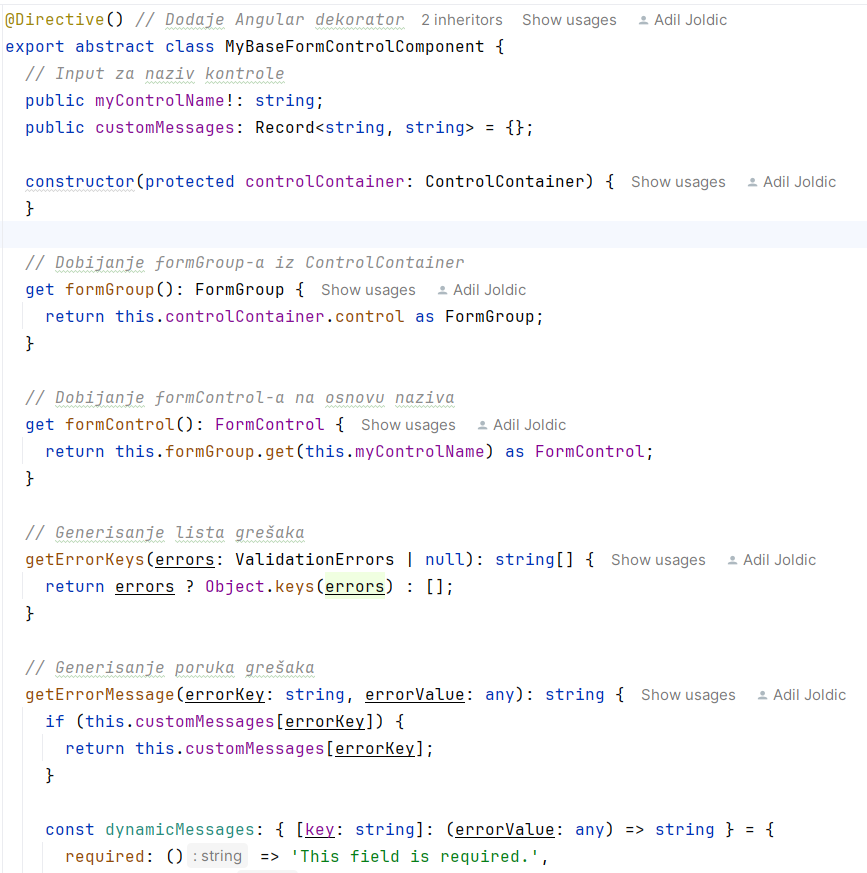 @Directive() // Dodaje Angular dekorator 2 inheritors Show usages Adil Joldic
export abstract class MyBaseFormControlComponent {
// Input za naziv kontrole
public myControlName!: string;
public customMessages: Record<string, string> = {};
constructor(protected controlContainer: ControlContainer) { Show usages Adil Joldic
}
// Dobijanje formGroup-a iz ControlContainer
get formGroup(): FormGroup { Show usages Adil Joldic
return this.controlContainer.control as FormGroup;
}
// Dobijanje formControl-a na osnovu naziva
get formControl(): FormControl { Show usages Adil Joldic
return this.formGroup.get(this.myControlName) as FormControl;
}
// Generisanje lista grešaka
getErrorKeys(errors: ValidationErrors | null): string[] { Show usages Adil Joldic
return errors ? Object.keys(errors) : [];
}
// Generisanje poruka grešaka
getErrorMessage(errorKey: string, errorValue: any): string { Show usages Adil Joldic
if (this.customMessages[errorKey]) {
return this.customMessages[errorKey];
}
const dynamicMessages: { [key: string]: (errorValue: any) => string } = {
required: () : string => 'This field is required.',